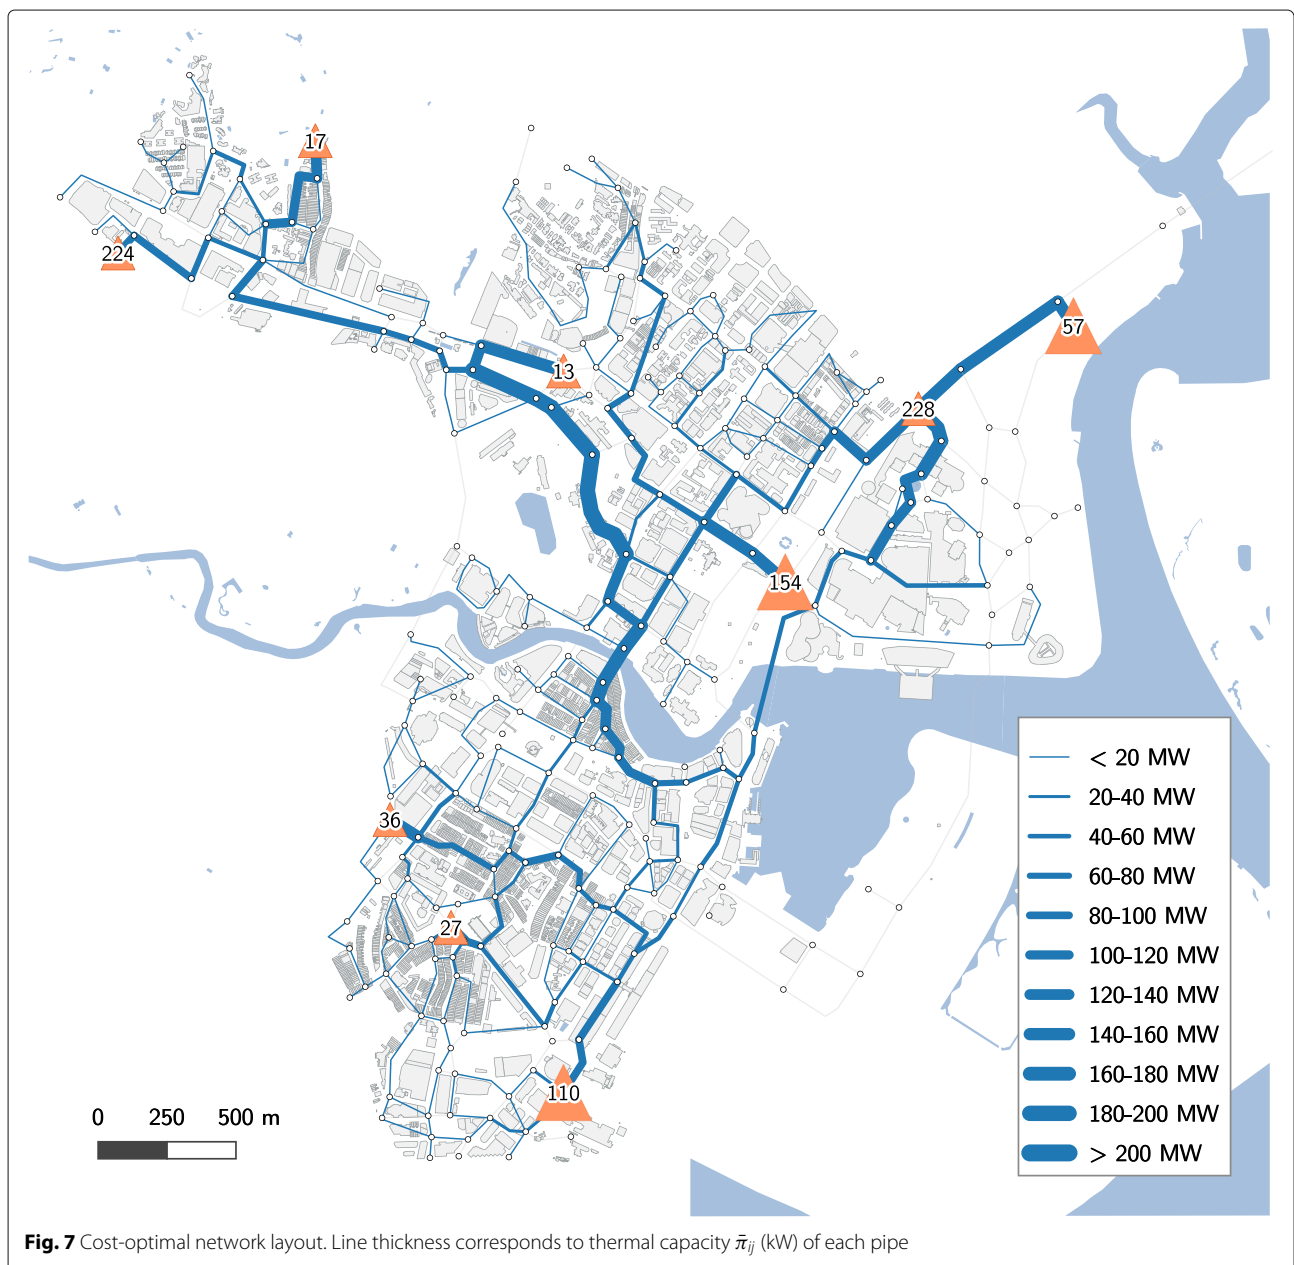 17
224
13
57
228
154
36
27
110
< 20 MW
20–40 MW
40–60 MW
60–80 MW
80–100 MW
100–120 MW
120–140 MW
140–160 MW
160–180 MW
180–200 MW
> 200 MW
0 250 500 m
Fig. 7 Cost-optimal network layout. Line thickness corresponds to thermal capacity π̄ᵢⱼ (kW) of each pipe